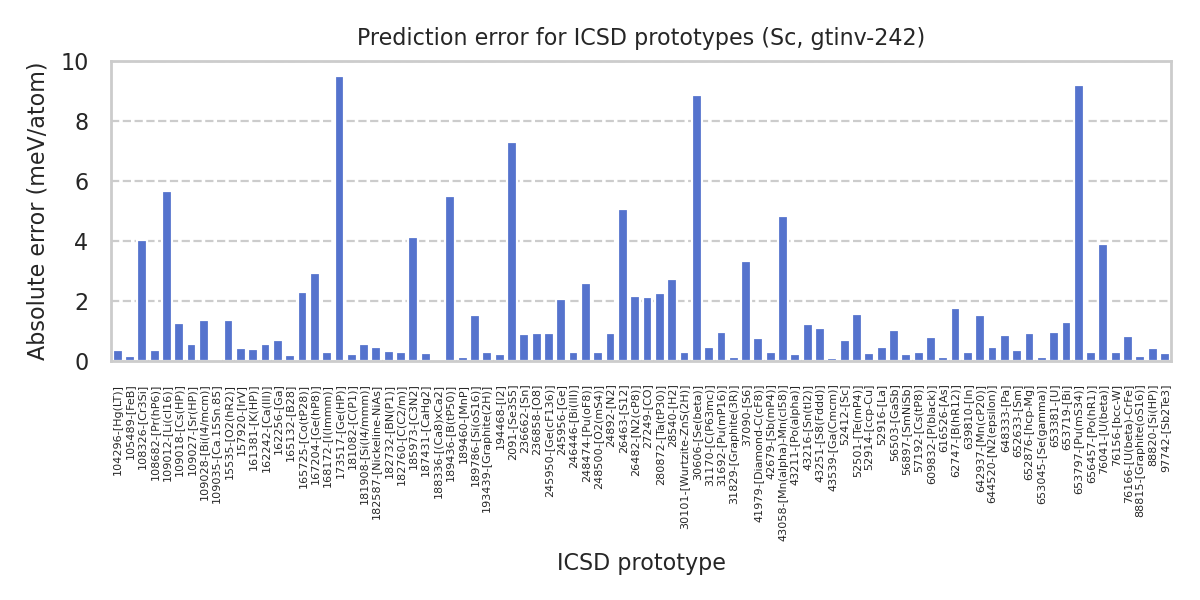 Prediction error for ICSD prototypes (Sc, gtinv-242)
Absolute error (meV/atom)
10
8
6
4
2
0
104296-[Hg(LT)]
105489-[FeB]
108326-[Cr3Si]
108682-[Pr(hP6)]
109012-[Li(cI16)]
109018-[Cs(HP)]
109027-[Sr(HP)]
109028-[Bi(I4/mcm)]
109035-[Ca.15Sn.85]
15535-[O2(hR2)]
157920-[IrV]
161381-[K(HP)]
162242-[Ga(III)]
162256-[Ga]
165132-[B28]
165725-[Co(tP28)]
167204-[Ge(hP8)]
168172-[I(Immm)]
173517-[Ge(HP)]
181082-[C(P1)]
181908-[Si(I4/mmm)]
182587-[Nickeline-NiAs]
182732-[BN(P1)]
182760-[C(C2/m)]
185973-[C3N2]
187431-[CaHg2]
188336-[(Ca8)xCa2]
189436-[B(tP50)]
189460-[MnP]
189786-[Si(oS16)]
193439-[Graphite(2H)]
194468-[I2]
2091-[Se3S5]
236662-[Sn]
236858-[O8]
245950-[Ge(cF136)]
245956-[Ge]
246446-[Bi(III)]
248474-[Pu(oF8)]
248500-[O2(mS4)]
24892-[N2]
26463-[S12]
26482-[N2(cP8)]
27249-[CO]
280872-[Ta(tP30)]
28540-[H2]
30101-[Wurtzite-ZnS(2H)]
30606-[Se(beta)]
31170-[C(P63mc)]
31692-[Pu(mP16)]
31829-[Graphite(3R)]
37090-[S6]
41979-[Diamond-C(cF8)]
42679-[Sb(mP4)]
43058-[Mn(alpha)-Mn(cI58)]
43211-[Po(alpha)]
43216-[Sn(tI2)]
43251-[S8(Fddd)]
43539-[Ga(Cmcm)]
52412-[Sc]
52501-[Te(mP4)]
52914-[fcc-Cu]
52916-[La]
56503-[GaSb]
56897-[SmNiSb]
57192-[Cs(tP8)]
609832-[P(black)]
616526-[As]
62747-[B(hR12)]
639810-[In]
642937-[Mn(cP20)]
644520-[N2(epsilon)]
648333-[Pa]
652633-[Sm]
652876-[hcp-Mg]
653045-[Se(gamma)]
653381-[U]
653719-[Bi]
653797-[Pu(mS34)]
656457-[Po(hR1)]
76041-[U(beta)]
76156-[bcc-W]
76166-[U(beta)-CrFe]
88815-[Graphite(oS16)]
88820-[Si(HP)]
97742-[Sb2Te3]
ICSD prototype